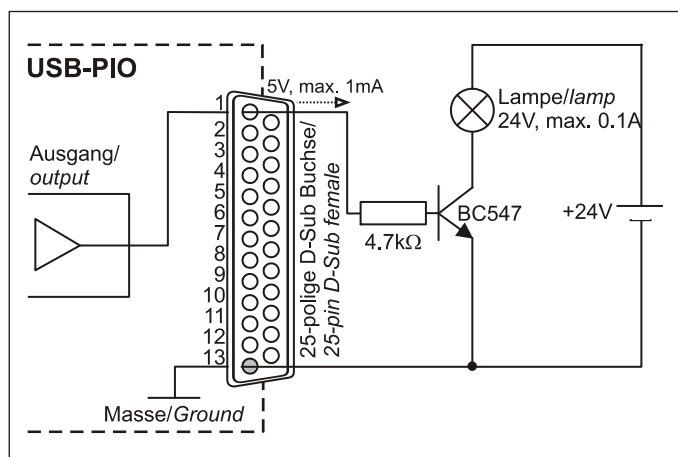 USB-PIO
5V, max. 1mA
Ausgang/
output
1
2
3
4
5
6
7
8
9
10
11
12
13
25-polige D-Sub Buchse/
25-pin D-Sub female
Lampe/lamp
24V, max. 0.1A
BC547
4.7kΩ
+24V
Masse/Ground